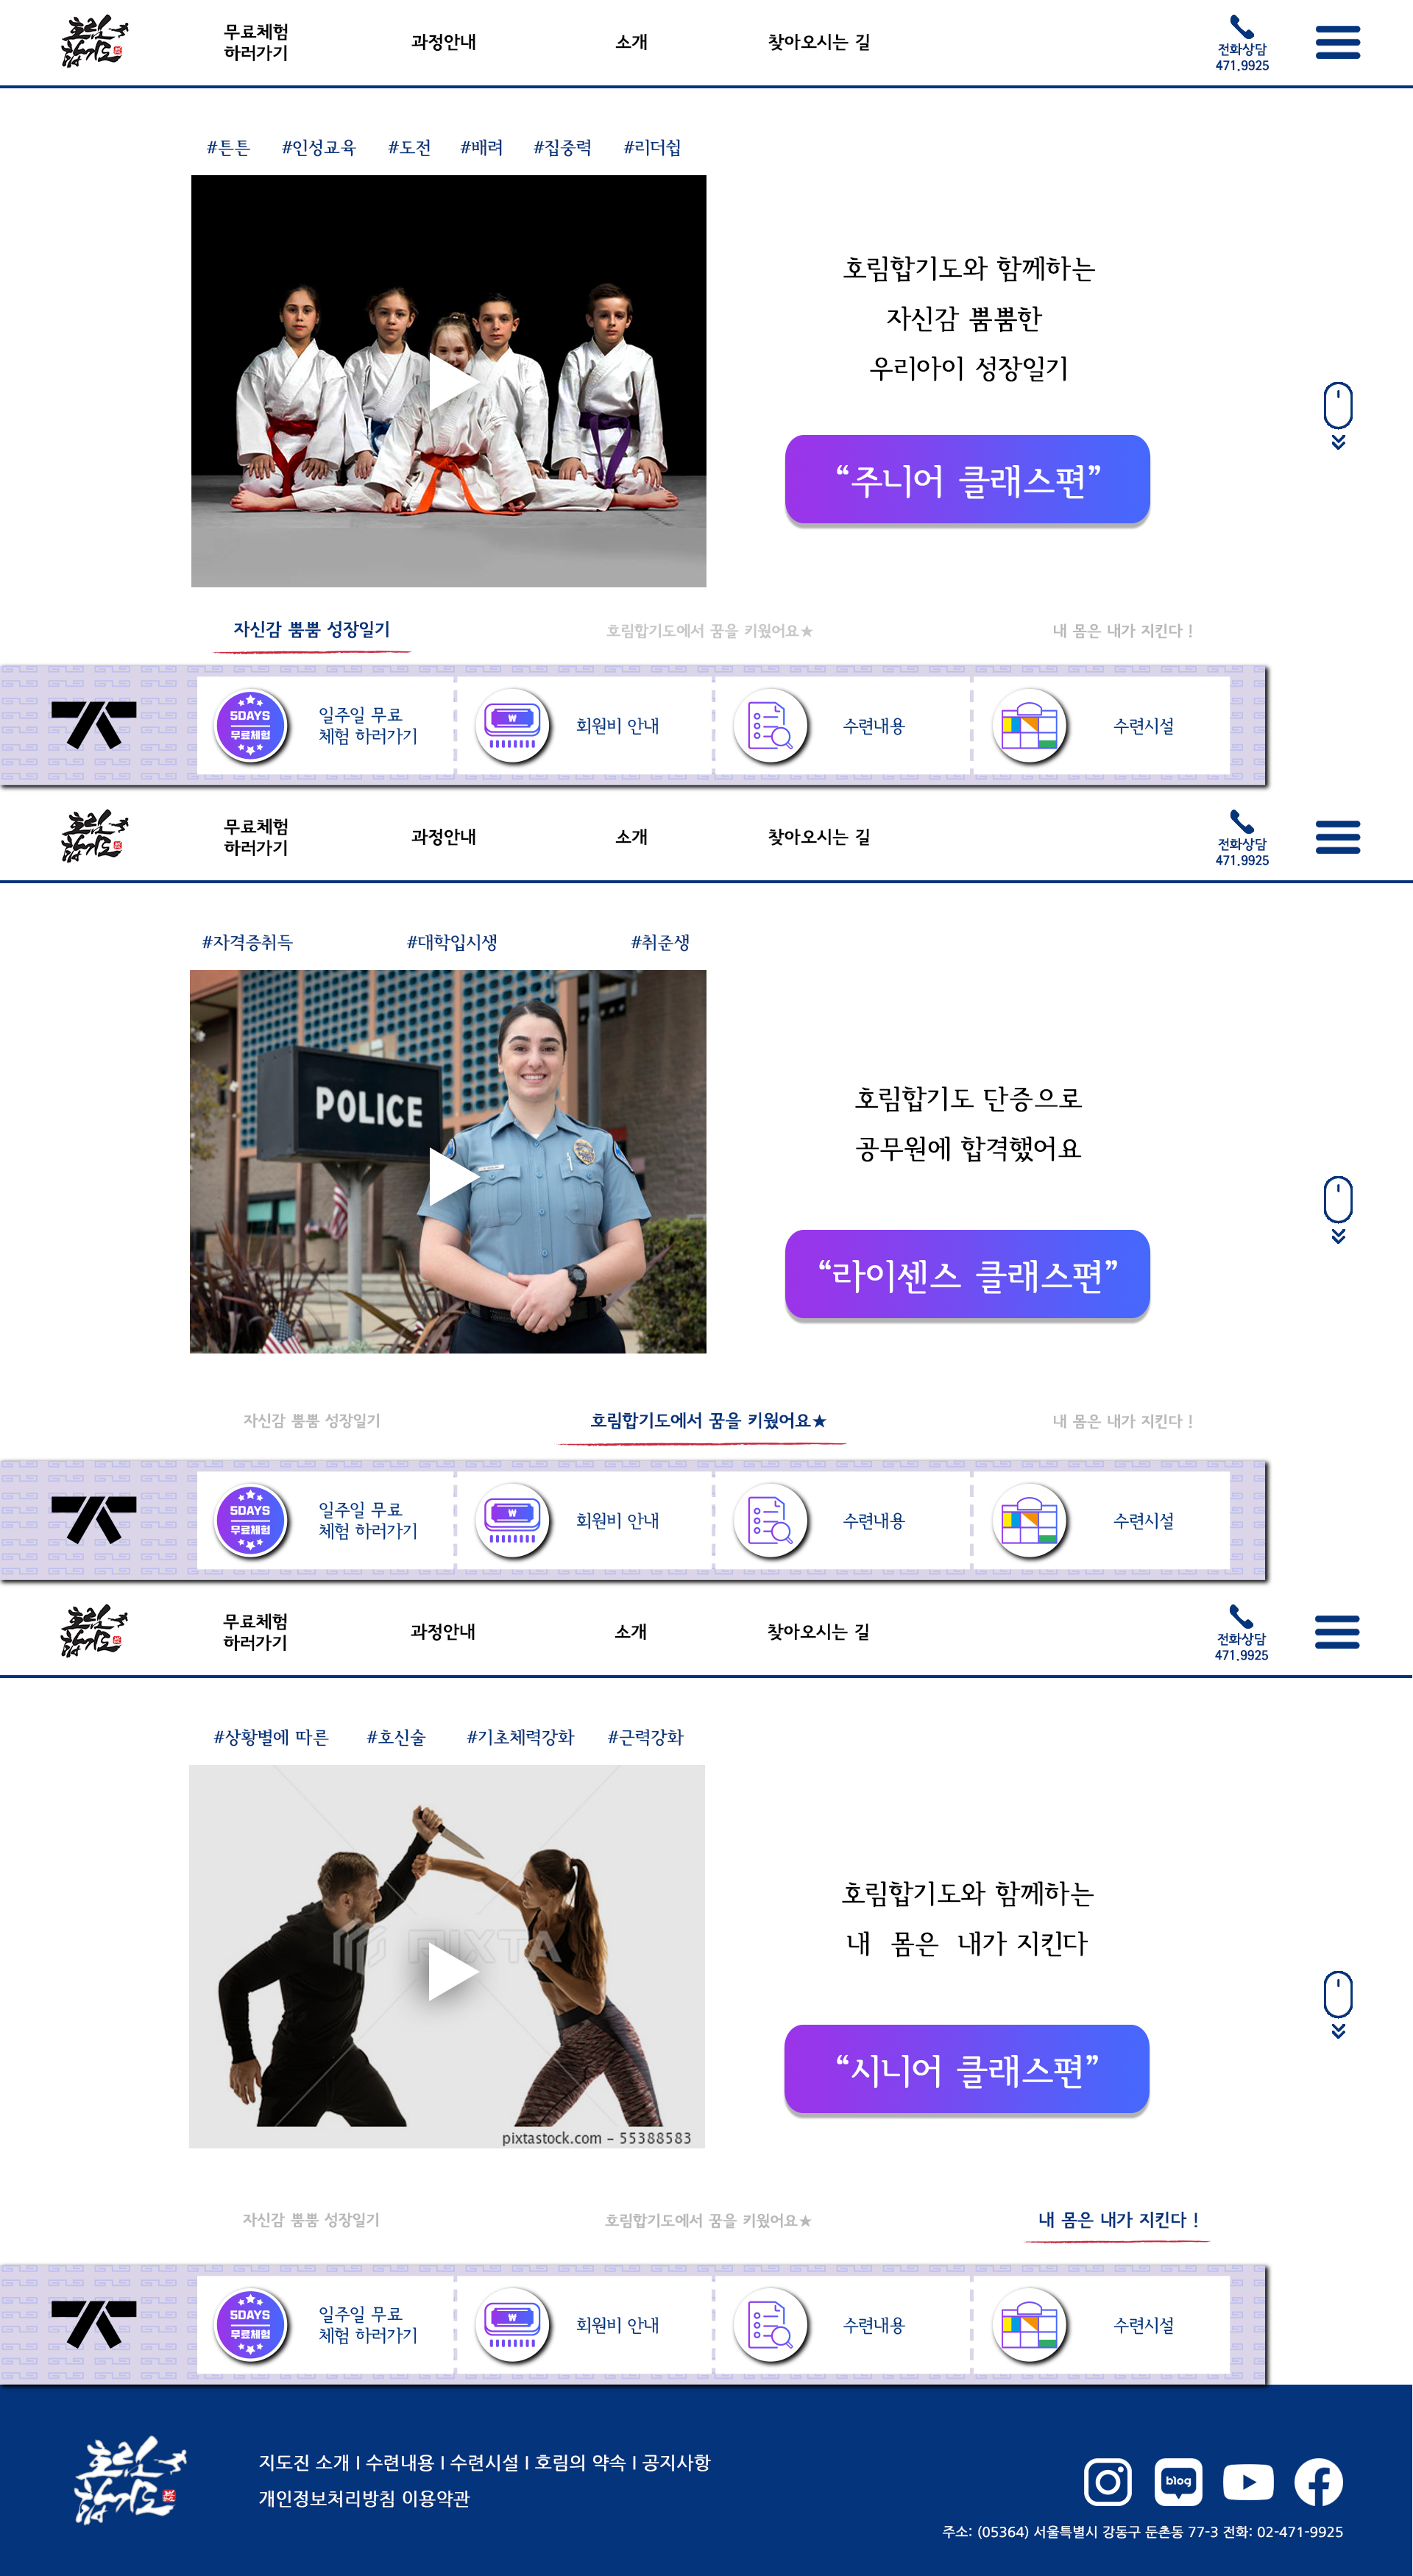 호림
합기도
무료체험
하러가기
과정안내
소개
찾아오시는 길
전화상담
471.9925
#튼튼 #인성교육 #도전 #배려 #집중력 #리더쉽
호림합기도와 함께하는
자신감 뿜뿜한
우리아이 성장일기
“주니어 클래스편”
자신감 뿜뿜 성장일기
호림합기도에서 꿈을 키웠어요★
내 몸은 내가 지킨다 !
5DAYS
무료체험
일주일 무료
체험 하러가기
₩
회원비 안내
수련내용
수련시설
호림
합기도
무료체험
하러가기
과정안내
소개
찾아오시는 길
전화상담
471.9925
#자격증취득 #대학입시생 #취준생
POLICE
호림합기도 단증으로
공무원에 합격했어요
“라이센스 클래스편”
자신감 뿜뿜 성장일기
호림합기도에서 꿈을 키웠어요★
내 몸은 내가 지킨다 !
5DAYS
무료체험
일주일 무료
체험 하러가기
₩
회원비 안내
수련내용
수련시설
호림
합기도
무료체험
하러가기
과정안내
소개
찾아오시는 길
전화상담
471.9925
#상황별에 따른 #호신술 #기초체력강화 #근력강화
PIXTA
pixtastock.com - 55388583
호림합기도와 함께하는
내 몸은 내가 지킨다
“시니어 클래스편”
자신감 뿜뿜 성장일기
호림합기도에서 꿈을 키웠어요★
내 몸은 내가 지킨다 !
5DAYS
무료체험
일주일 무료
체험 하러가기
₩
회원비 안내
수련내용
수련시설
호림
합기도
지도진 소개 I 수련내용 I 수련시설 I 호림의 약속 I 공지사항
개인정보처리방침 이용약관
blog
주소: (05364) 서울특별시 강동구 둔촌동 77-3 전화: 02-471-9925